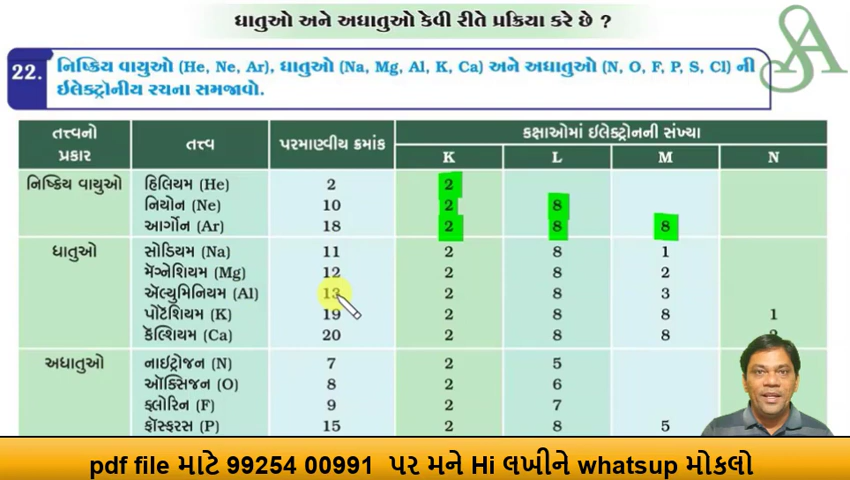 ધાતુઓ અને અધાતુઓ કેવી રીતે પ્રક્રિયા કરે છે ?
22. નિષ્ક્રિય વાયુઓ (He, Ne, Ar), ધાતુઓ (Na, Mg, Al, K, Ca) અને અધાતુઓ (N, O, F, P, S, Cl) ની
ઇલેક્ટ્રોનીય રચના સમજાવો.
તત્ત્વનો પ્રકાર તત્ત્વ પરમાણ્વીય ક્રમાંક કક્ષાઓમાં ઇલેક્ટ્રોનની સંખ્યા
K L M N
નિષ્ક્રિય વાયુઓ હિલિયમ (He) 2 2
નિયોન (Ne) 10 2 8
આર્ગોન (Ar) 18 2 8 8
ધાતુઓ સોડિયમ (Na) 11 2 8 1
મૅગ્નેશિયમ (Mg) 12 2 8 2
ઍલ્યુમિનિયમ (Al) 13 2 8 3
પોટૅશિયમ (K) 19 2 8 8 1
કૅલ્શિયમ (Ca) 20 2 8 8
અધાતુઓ નાઇટ્રોજન (N) 7 2 5
ઑક્સિજન (O) 8 2 6
ફ્લોરિન (F) 9 2 7
ફૉસ્ફરસ (P) 15 2 8 5
pdf file માટે 99254 00991 પર મને Hi લખીને whatsup મોકલો